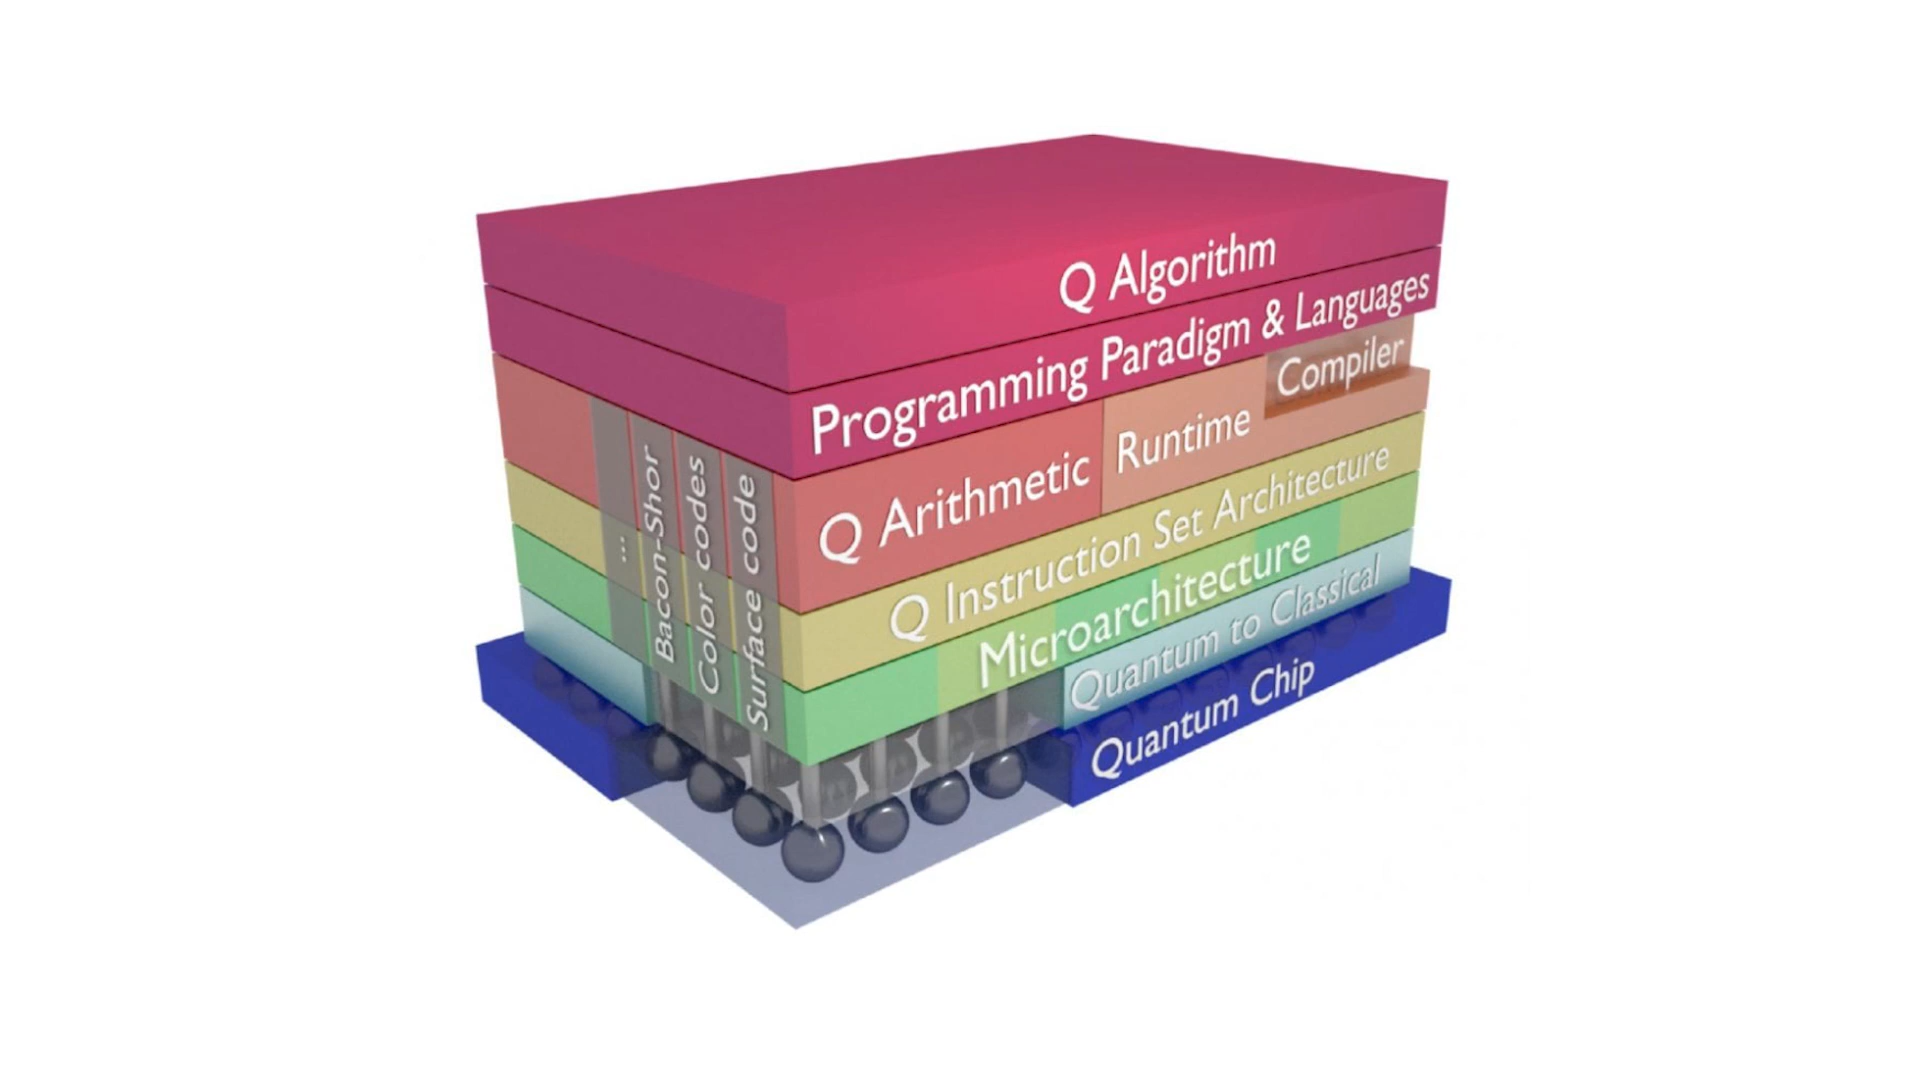 Q Algorithm
Programming Paradigm & Languages
Compiler
Q Arithmetic
Runtime
Q Instruction Set Architecture
Microarchitecture
Quantum to Classical
Quantum Chip
...
Bacon-Shor
Color codes
Surface code